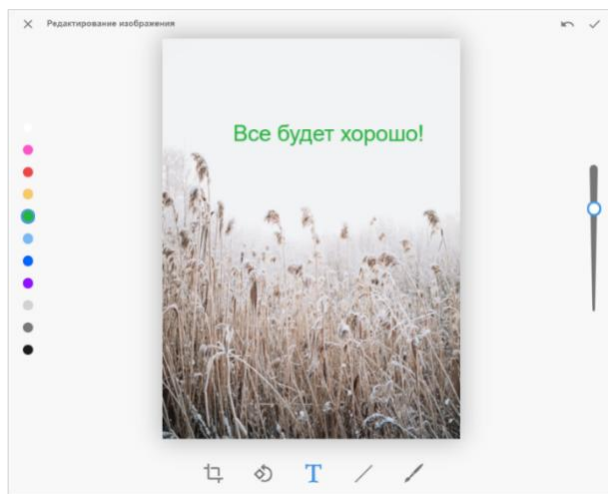 Редактирование изображения
Все будет хорошо!
T